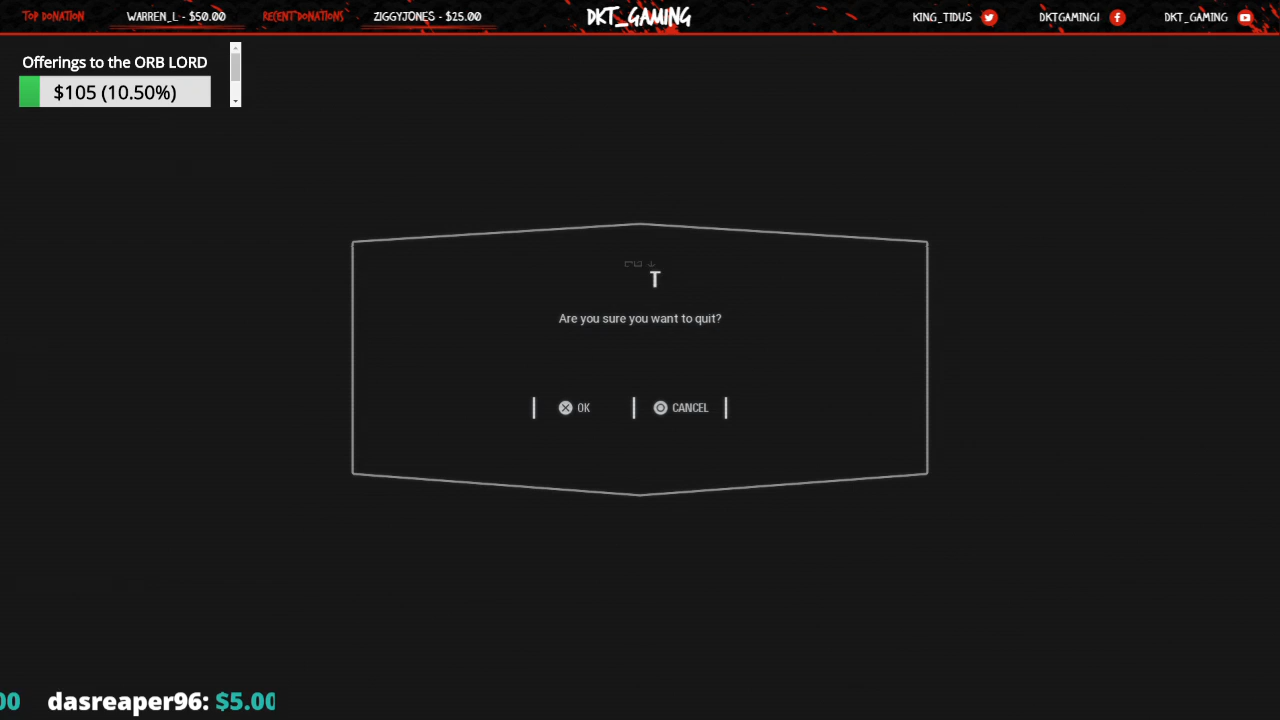 TOP DONATION WARREN_L - $50.00 RECENT DONATIONS ZIGGYJONES - $25.00 DKT_GAMING KING_TIDUS DKTGAMING1 DKT_GAMING
Offerings to the ORB LORD
$105 (10.50%)
T
Are you sure you want to quit?
OK CANCEL
00 dasreaper96: $5.00